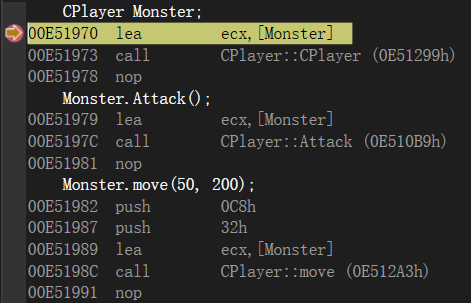 CPlayer Monster;
00E51970 lea ecx,[Monster]
00E51973 call CPlayer::CPlayer (0E51299h)
00E51978 nop
Monster.Attack();
00E51979 lea ecx,[Monster]
00E5197C call CPlayer::Attack (0E510B9h)
00E51981 nop
Monster.move(50, 200);
00E51982 push 0C8h
00E51987 push 32h
00E51989 lea ecx,[Monster]
00E5198C call CPlayer::move (0E512A3h)
00E51991 nop